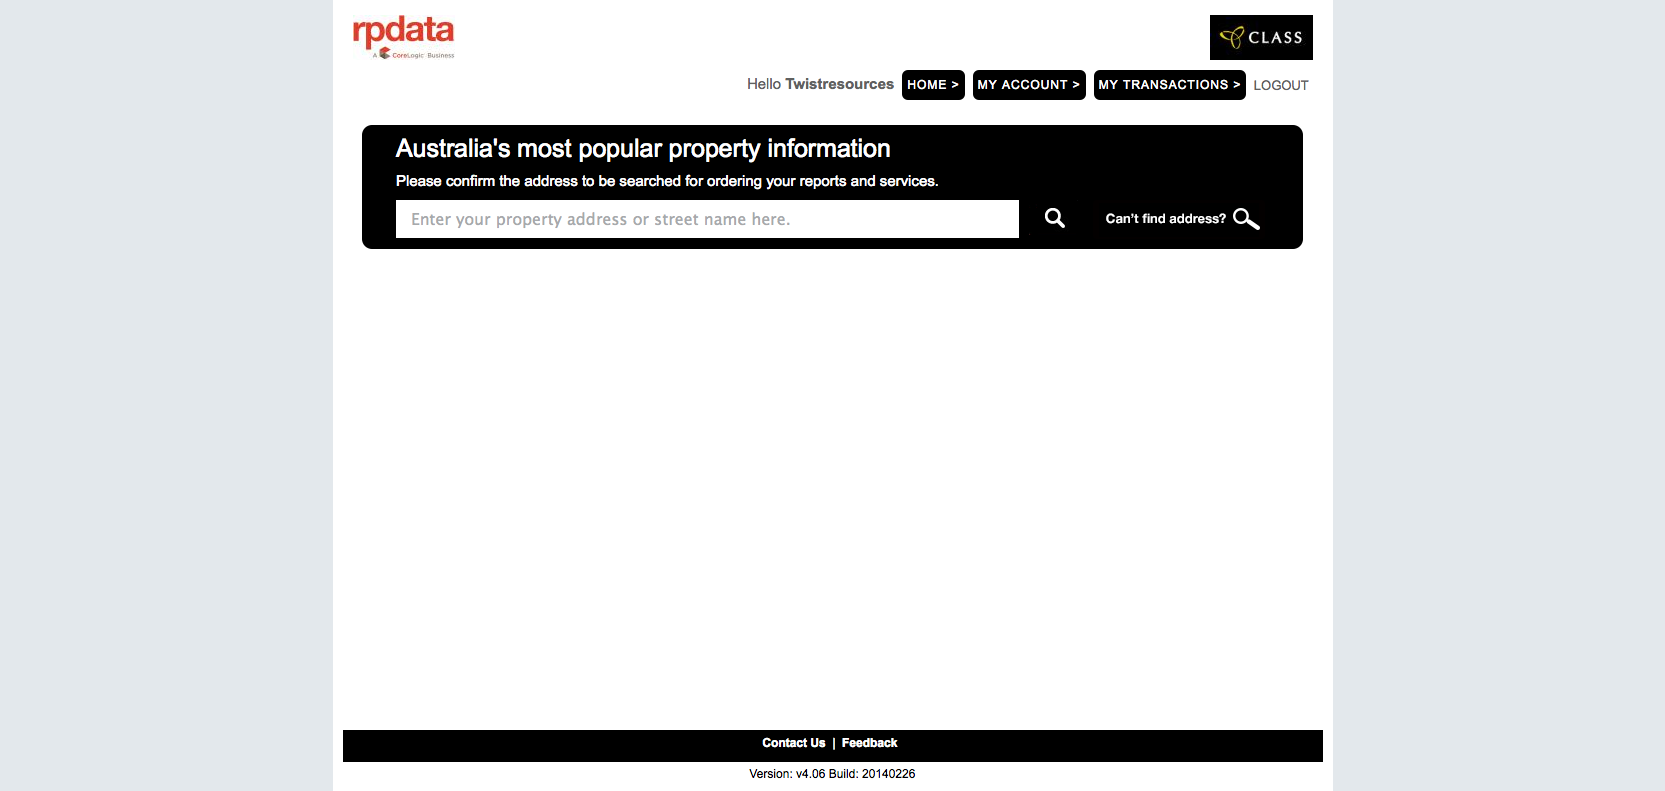 rpdata
A CoreLogic Business
CLASS
Hello Twistresources HOME > MY ACCOUNT > MY TRANSACTIONS > LOGOUT
Australia's most popular property information
Please confirm the address to be searched for ordering your reports and services.
Enter your property address or street name here.
Can't find address?
Contact Us | Feedback
Version: v4.06 Build: 20140226